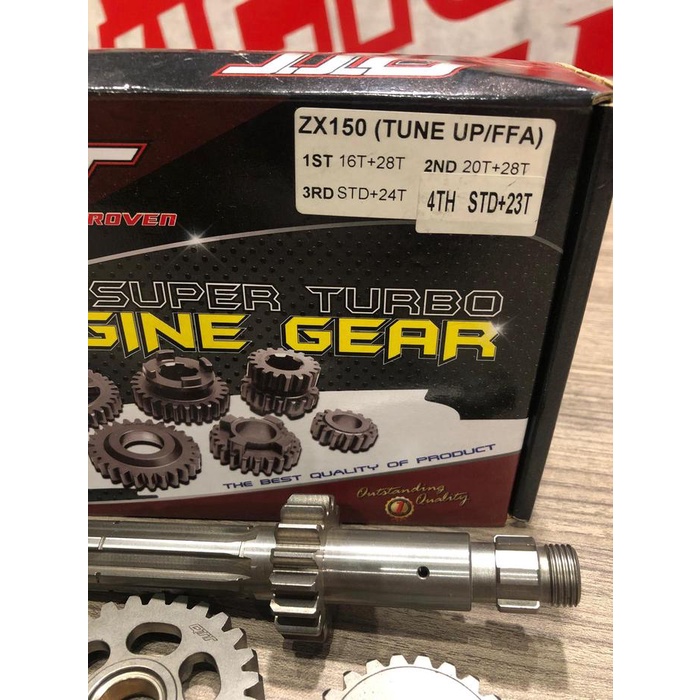 ZX150 (TUNE UP/FFA)
1ST 16T+28T 2ND 20T+28T
3RD STD+24T 4TH STD+23T
ROVEN
SUPER TURBO
GINE GEAR
THE BEST QUALITY OF PRODUCT
Outstanding
1 Quality